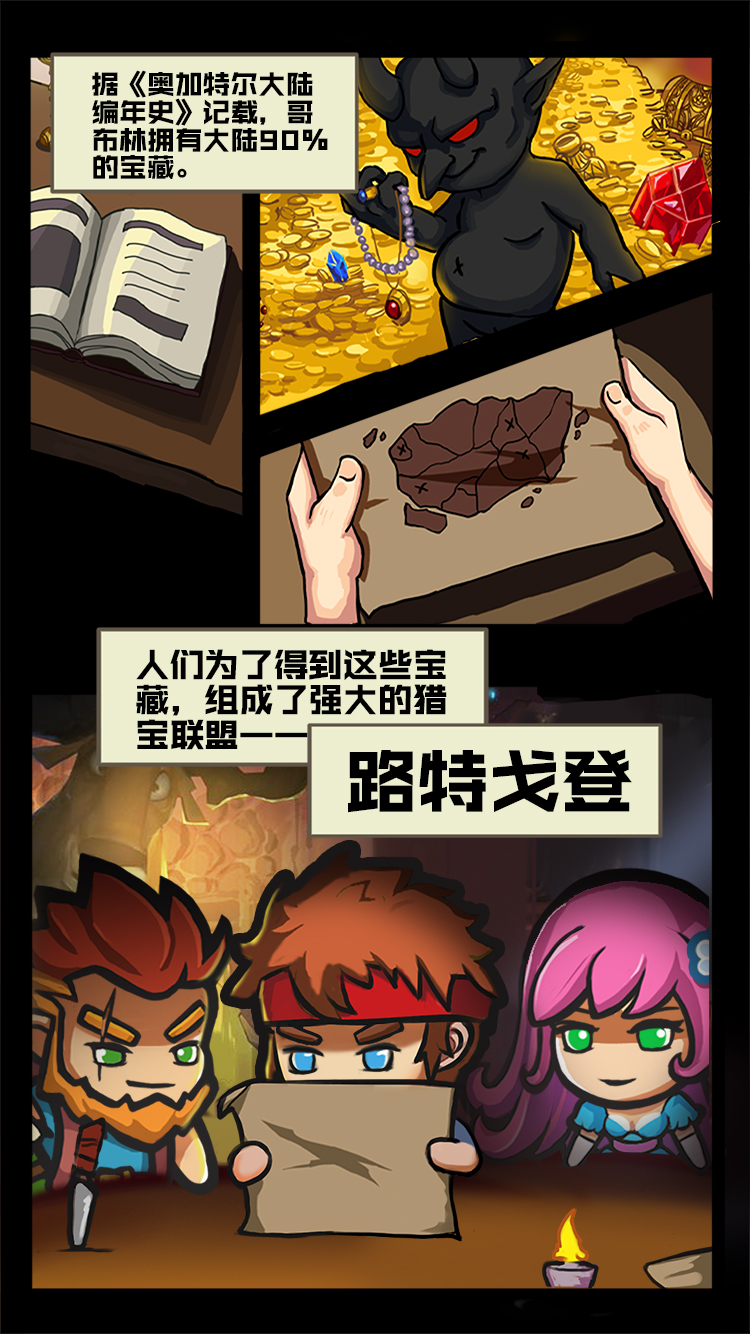 据《奥加特尔大陆
编年史》记载，哥
布林拥有大陆90%
的宝藏。
人们为了得到这些宝
藏，组成了强大的猎
宝联盟——
路特戈登